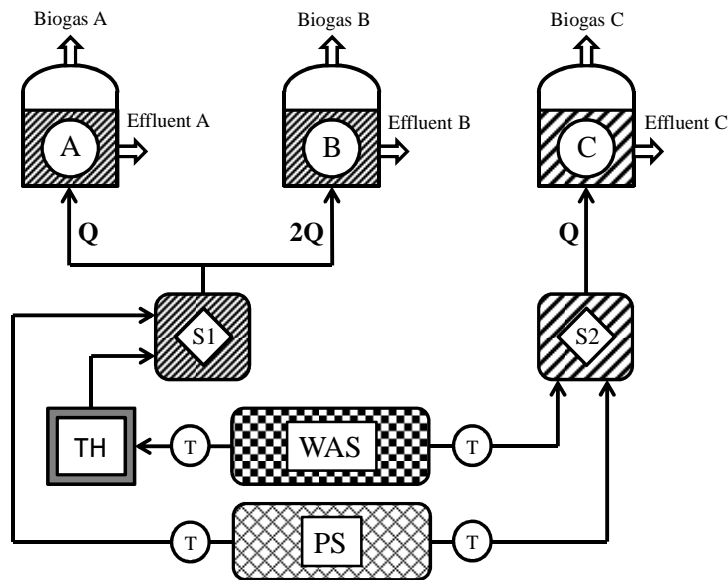 Biogas A
Biogas B
Biogas C
Effluent A
Effluent B
Effluent C
A
B
C
Q
2Q
Q
S1
S2
TH
T
WAS
T
T
PS
T